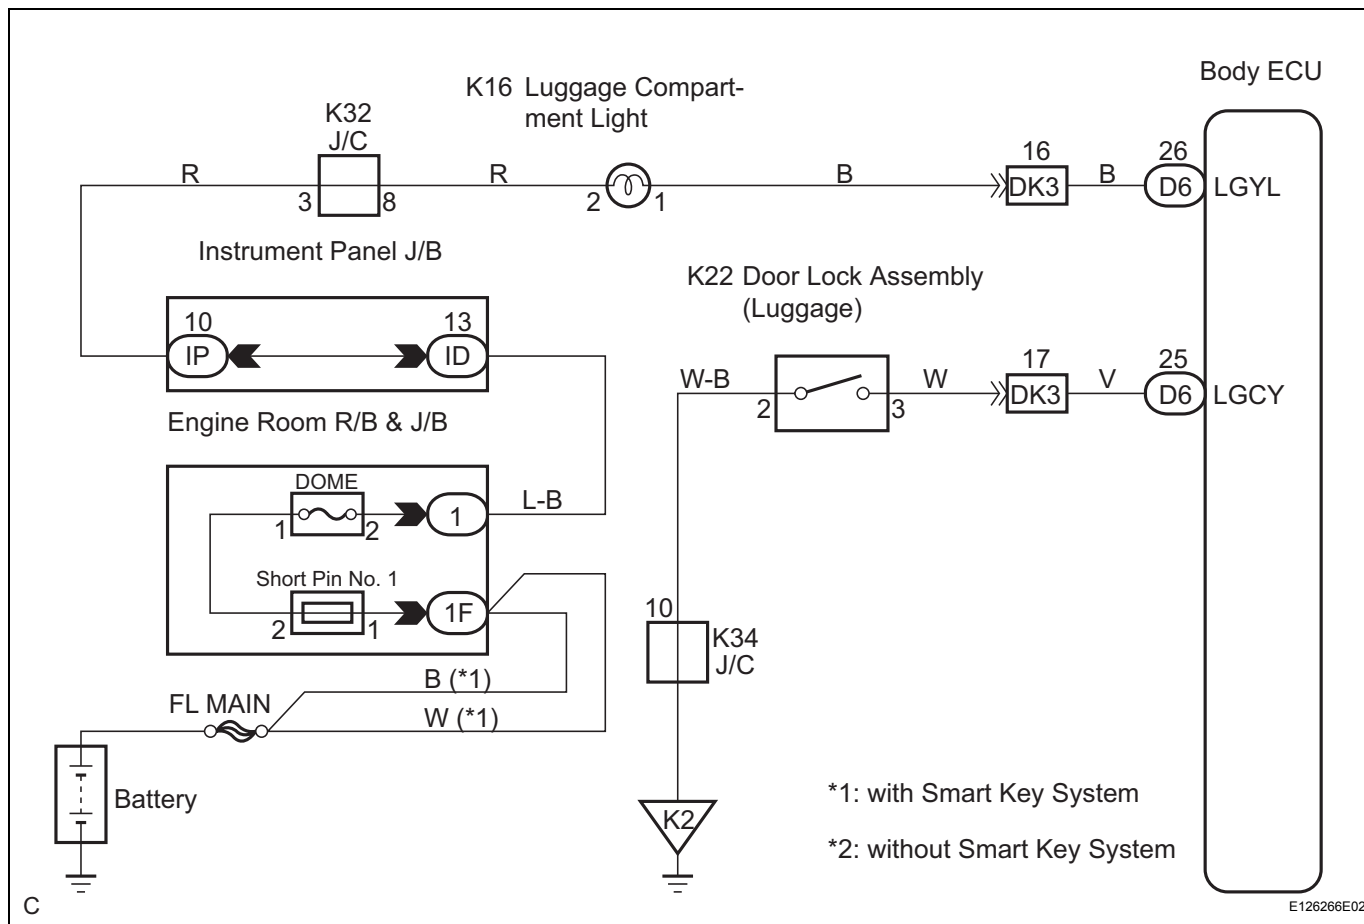 Body ECU
K16 Luggage Compart-
ment Light
K32
J/C
R
3
8
R
2
1
B
16
DK3
B
26
D6
LGYL
Instrument Panel J/B
10
IP
13
ID
K22 Door Lock Assembly
(Luggage)
W-B
2
3
W
17
DK3
V
25
D6
LGCY
Engine Room R/B & J/B
DOME
1
2
1
L-B
Short Pin No. 1
2
1
1F
B (*1)
W (*1)
FL MAIN
Battery
10
K34
J/C
K2
*1: with Smart Key System
*2: without Smart Key System
C
E126266E02